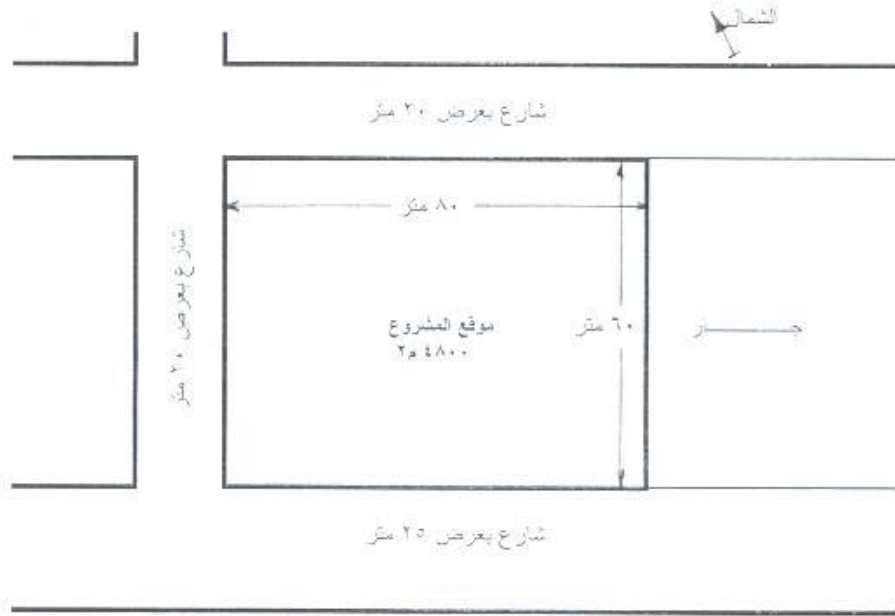 الشمال
شارع بعرض ٢٠ متر
٨٠ متر
شارع بعرض ٢٠ متر
موقع المشروع
٤٨٠٠ م٢
٦٠ متر
جـــــــار
شارع بعرض ٢٥ متر